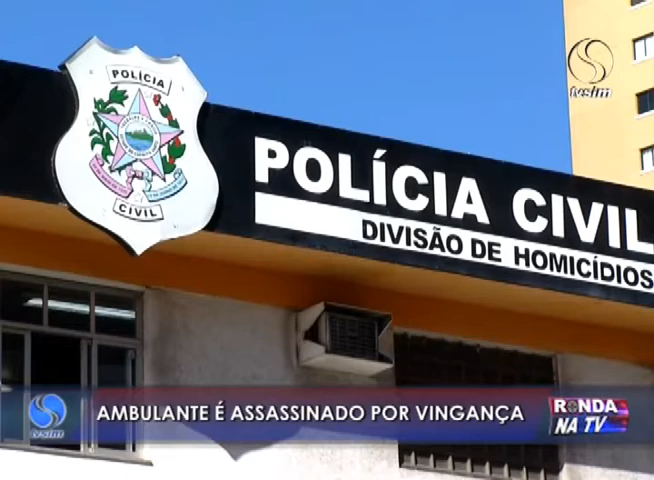 tvsim
POLÍCIA
CIVIL
POLÍCIA CIVIL
DIVISÃO DE HOMICÍDIOS
AMBULANTE É ASSASSINADO POR VINGANÇA
tvsim
RONDA
NA TV